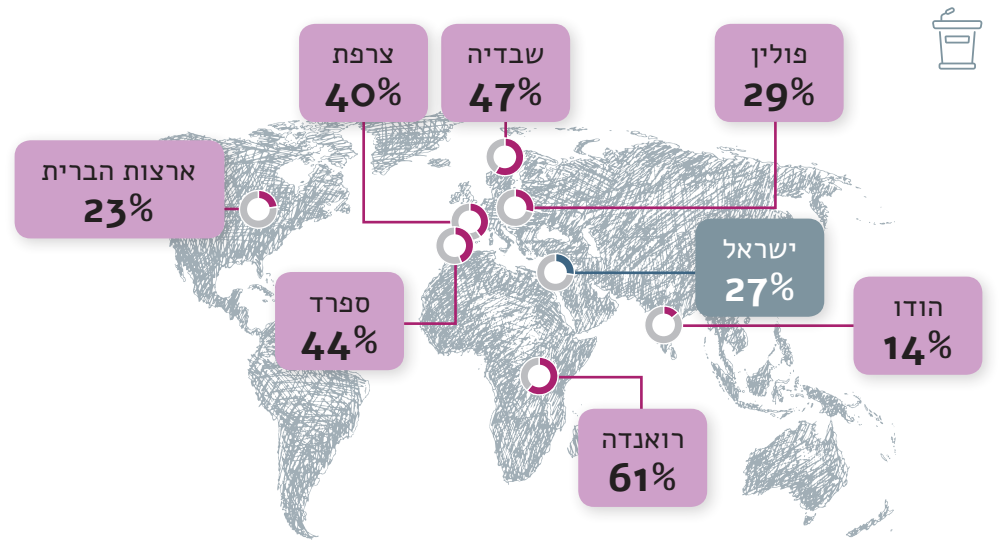 צרפת
40%
שבדיה
47%
פולין
29%
ארצות הברית
23%
ישראל
27%
ספרד
44%
הודו
14%
רואנדה
61%